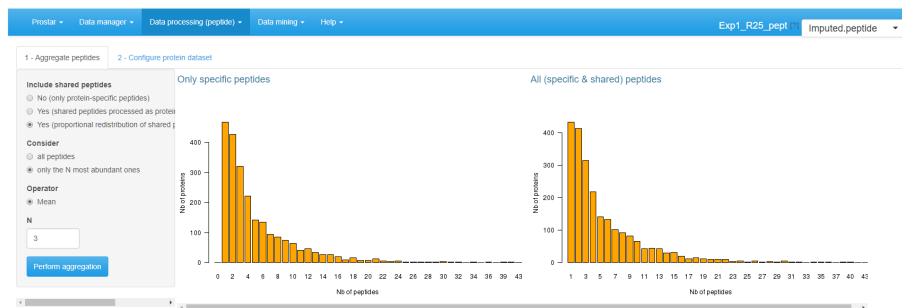 Prostar Data manager Data processing (peptide) Data mining Help Exp1_R25_pept Imputed.peptide
1 - Aggregate peptides 2 - Configure protein dataset
Include shared peptides
No (only protein-specific peptides)
Yes (shared peptides processed as protein
Yes (proportional redistribution of shared p
Consider
all peptides
only the N most abundant ones
Operator
Mean
N
3
Perform aggregation
Only specific peptides
Nb of proteins
400
300
200
100
0
0 2 4 6 8 10 12 14 16 18 20 22 24 26 28 30 32 34 36 39 43
Nb of peptides
All (specific & shared) peptides
Nb of proteins
400
300
200
100
0
1 3 5 7 9 11 13 15 17 19 21 23 25 27 29 31 33 35 37 40 43
Nb of peptides